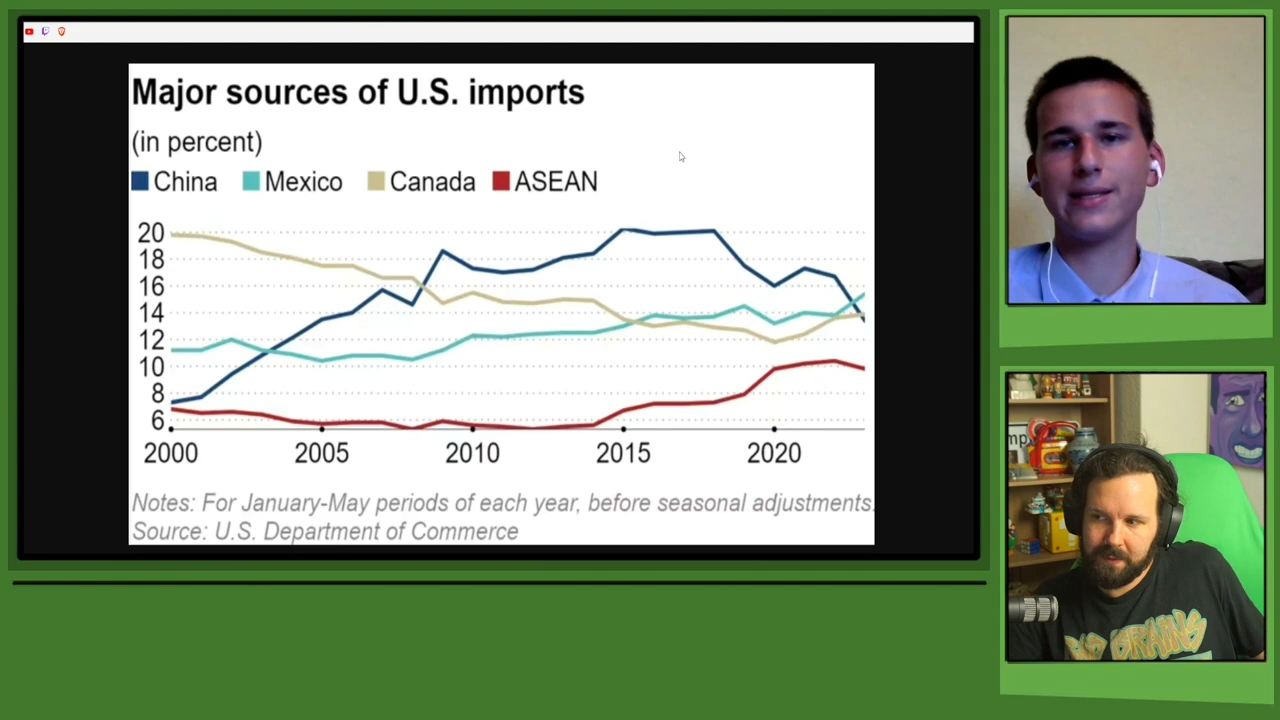 Major sources of U.S. imports
(in percent)
China Mexico Canada ASEAN
20
18
16
14
12
10
8
6
2000 2005 2010 2015 2020
Notes: For January-May periods of each year, before seasonal adjustments.
Source: U.S. Department of Commerce